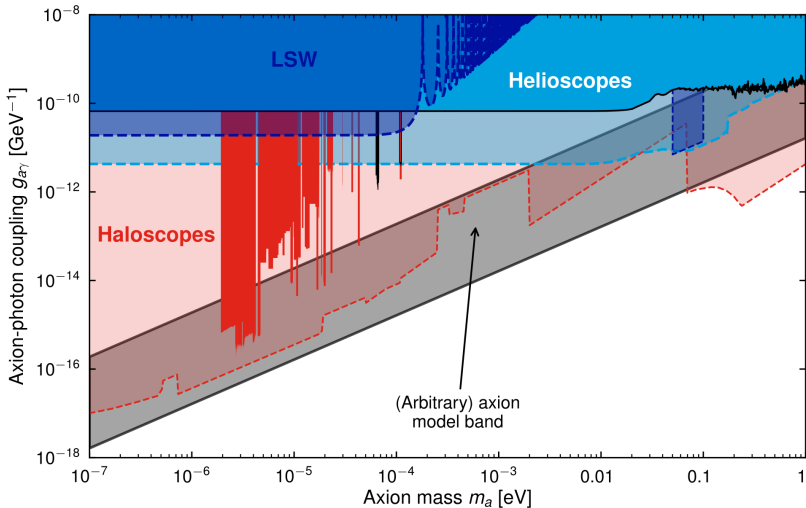 10⁻⁸
10⁻¹⁰
10⁻¹²
10⁻¹⁴
10⁻¹⁶
10⁻¹⁸
Axion-photon coupling gₐᵧ [GeV⁻¹]
LSW
Helioscopes
Haloscopes
(Arbitrary) axion
model band
10⁻⁷ 10⁻⁶ 10⁻⁵ 10⁻⁴ 10⁻³ 0.01 0.1 1
Axion mass mₐ [eV]